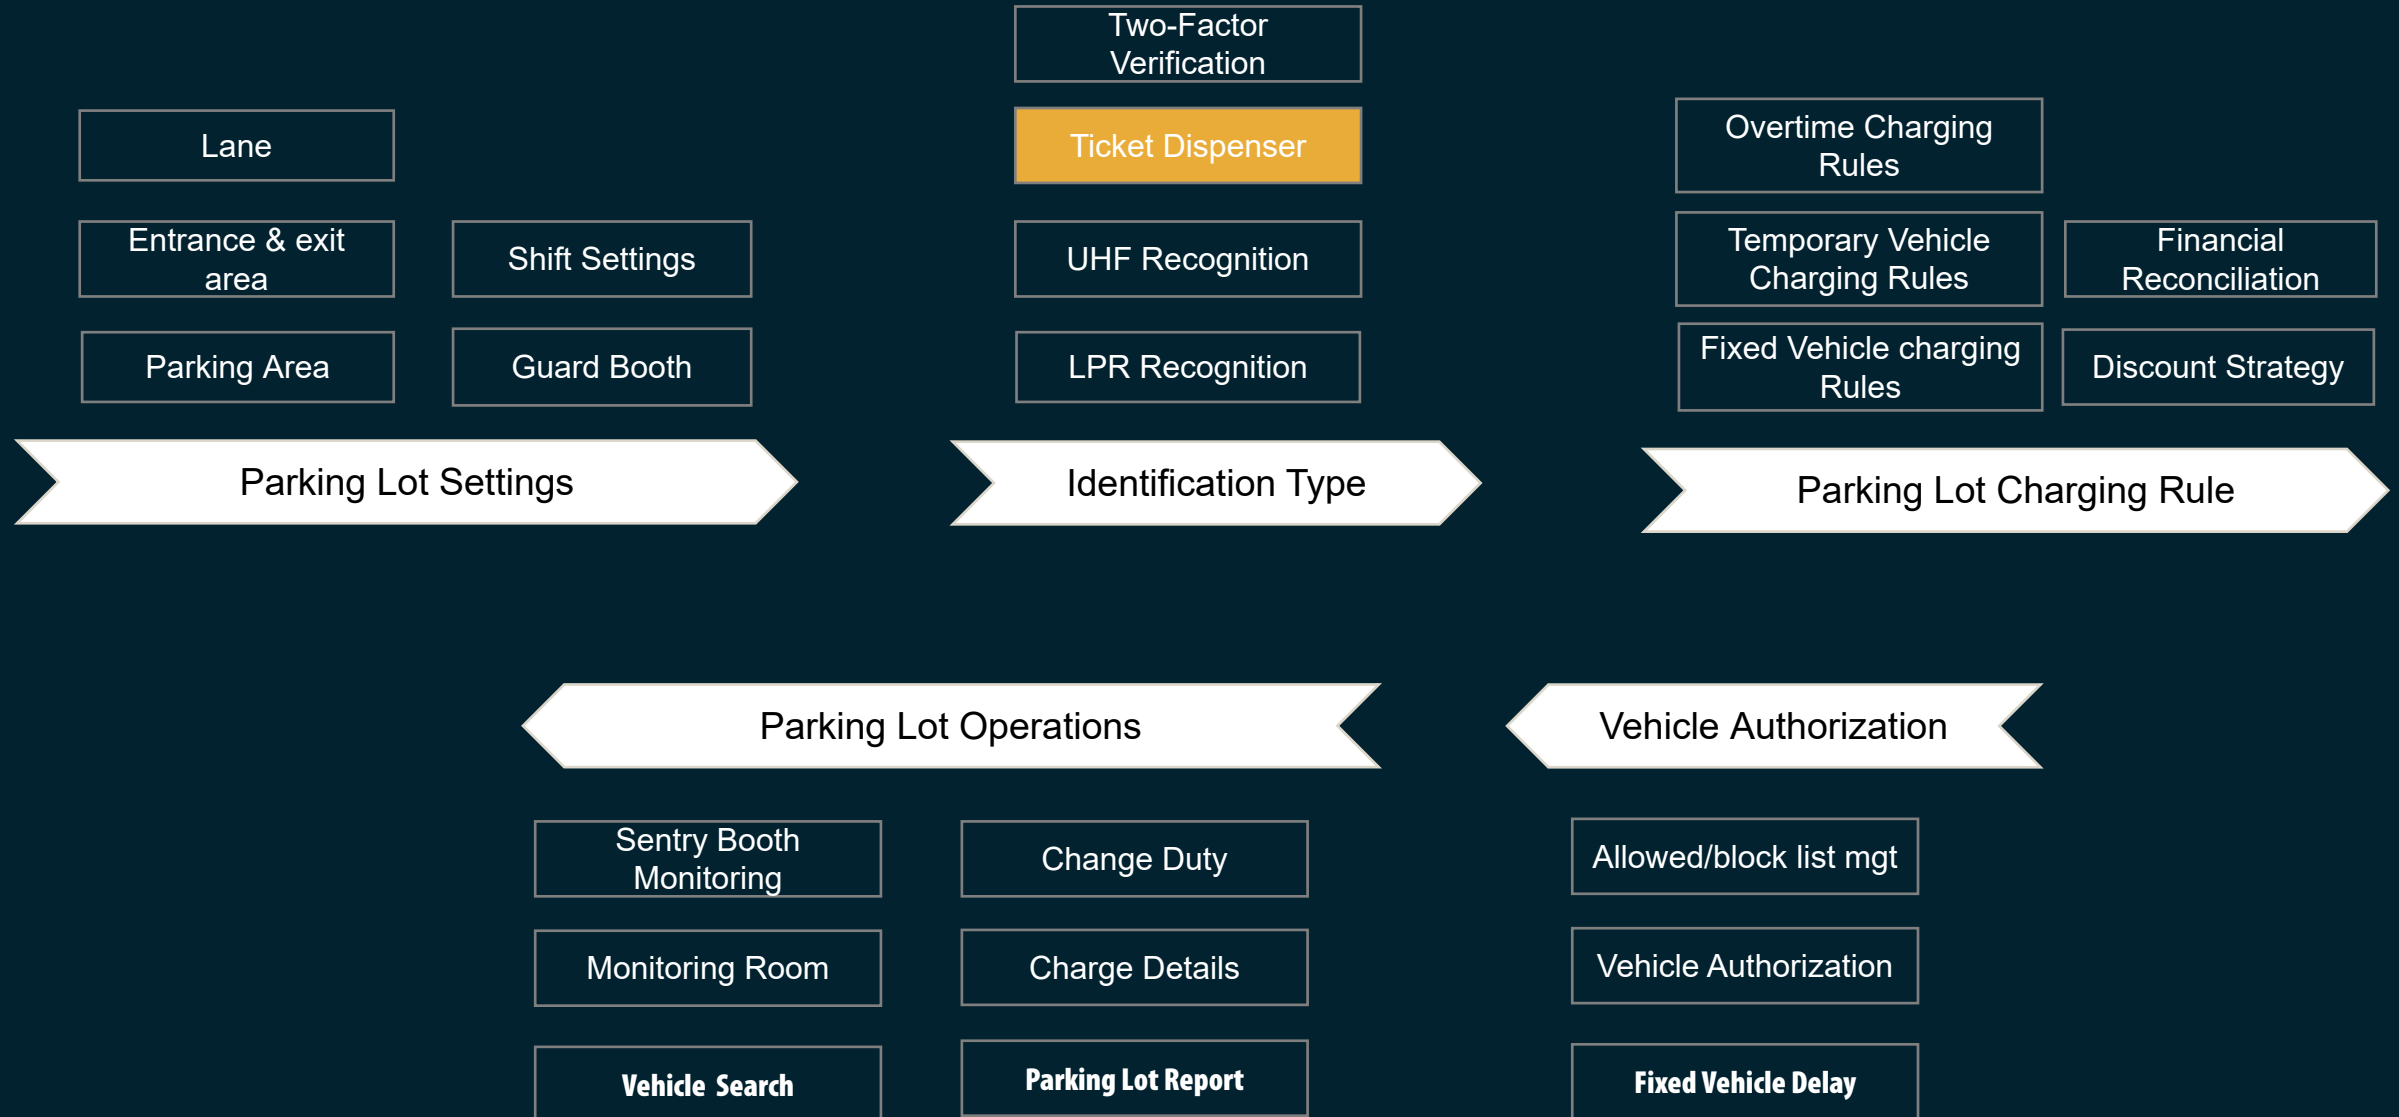 Two-Factor
Verification
Lane
Ticket Dispenser
Overtime Charging
Rules
Entrance & exit
area
Shift Settings
UHF Recognition
Temporary Vehicle
Charging Rules
Financial
Reconciliation
Parking Area
Guard Booth
LPR Recognition
Fixed Vehicle charging
Rules
Discount Strategy
Parking Lot Settings
Identification Type
Parking Lot Charging Rule
Parking Lot Operations
Vehicle Authorization
Sentry Booth
Monitoring
Change Duty
Allowed/block list mgt
Monitoring Room
Charge Details
Vehicle Authorization
Vehicle Search
Parking Lot Report
Fixed Vehicle Delay